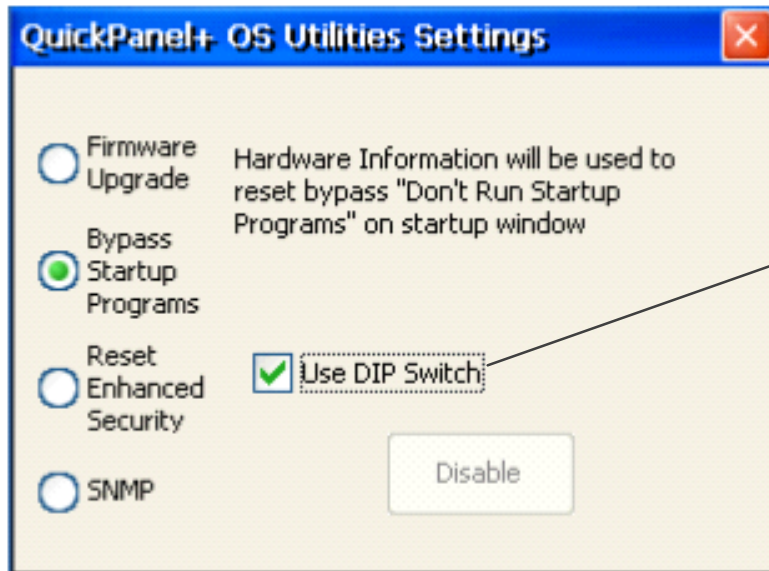 QuickPanel+ OS Utilities Settings
Firmware
Upgrade
Hardware Information will be used to
reset bypass "Don't Run Startup
Programs" on startup window
Bypass
Startup
Programs
Reset
Enhanced
Security
Use DIP Switch
Disable
SNMP